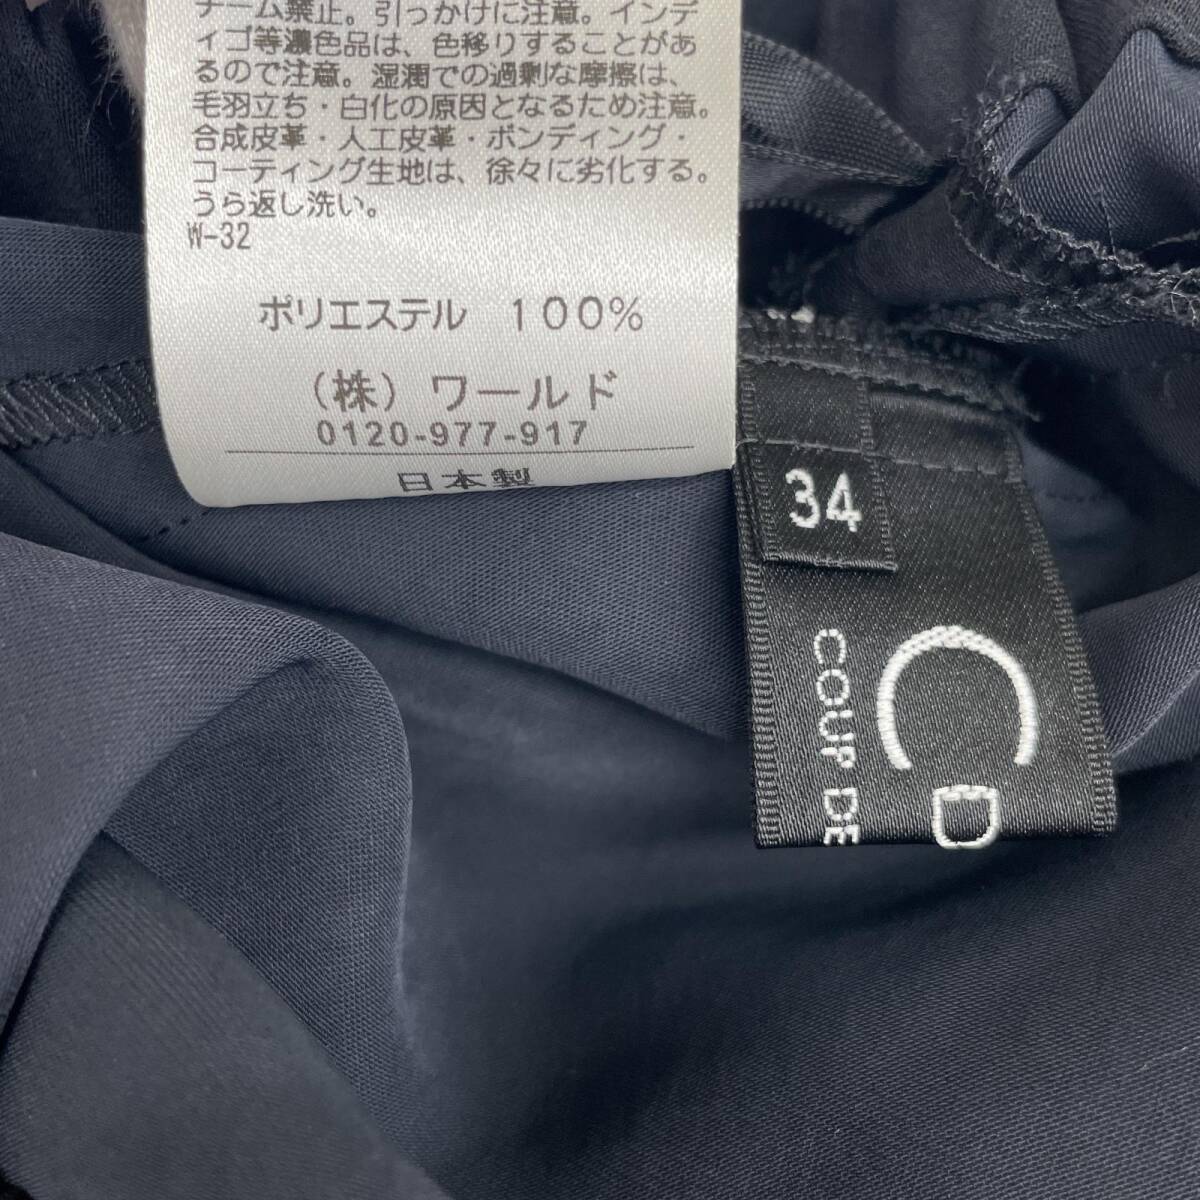 チーム禁止。引っかけに注意。インデ
ィゴ等濃色品は、色移りすることがあ
るので注意。湿潤での過剰な摩擦は、
毛羽立ち・白化の原因となるため注意。
合成皮革・人工皮革・ボンディング・
コーティング生地は、徐々に劣化する。
うら返し洗い。
W-32
ポリエステル 100%
(株) ワールド
0120-977-917
日本製
34
CD
COUP DE